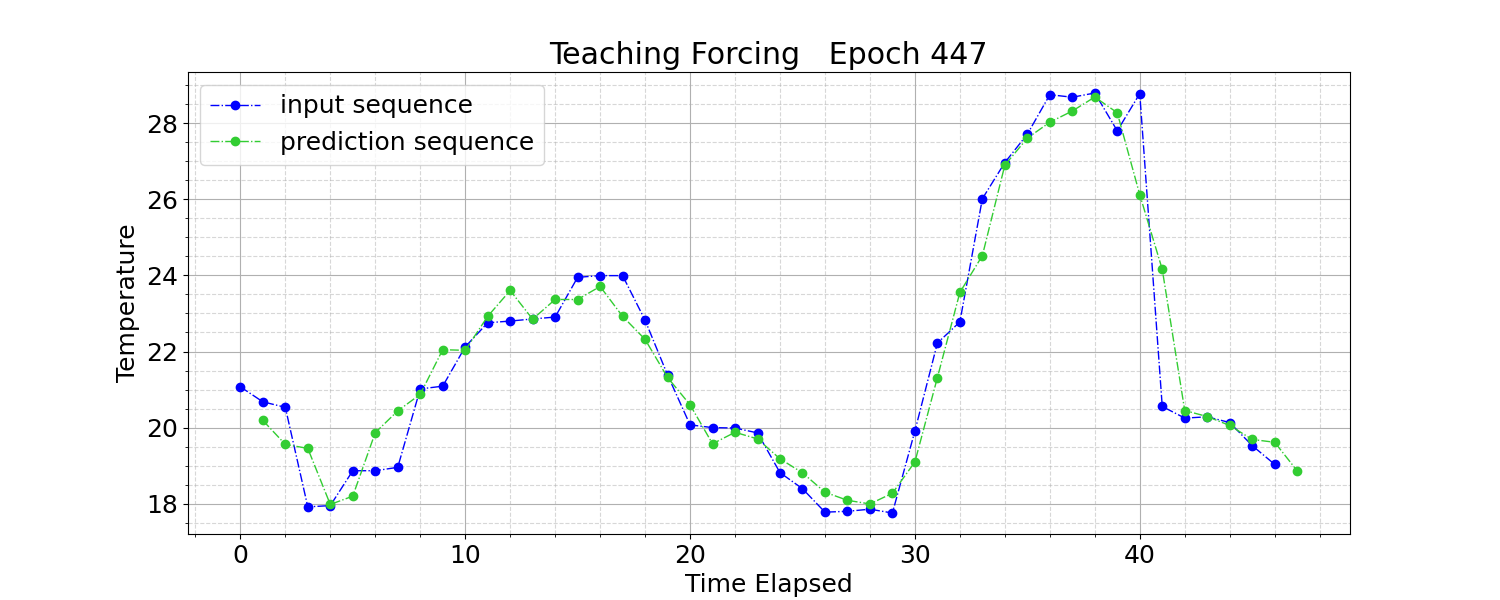 Teaching Forcing   Epoch 447
input sequence
prediction sequence
28
26
24
22
20
18
Temperature
0 10 20 30 40
Time Elapsed